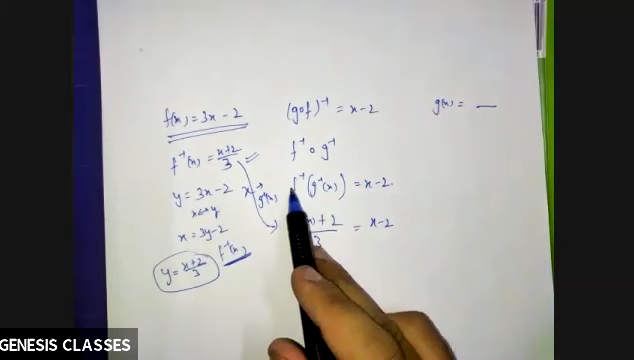 f(x) = 3x - 2
f⁻¹(x) = x+2/3
y = 3x - 2
x ↔ y
x = 3y - 2
y = x+2/3
f⁻¹(x)
(gof)⁻¹ = x - 2
f⁻¹ o g⁻¹
x → g⁻¹(x)
f⁻¹(g⁻¹(x)) = x - 2.
) + 2/3 = x - 2
g(x) =
GENESIS CLASSES